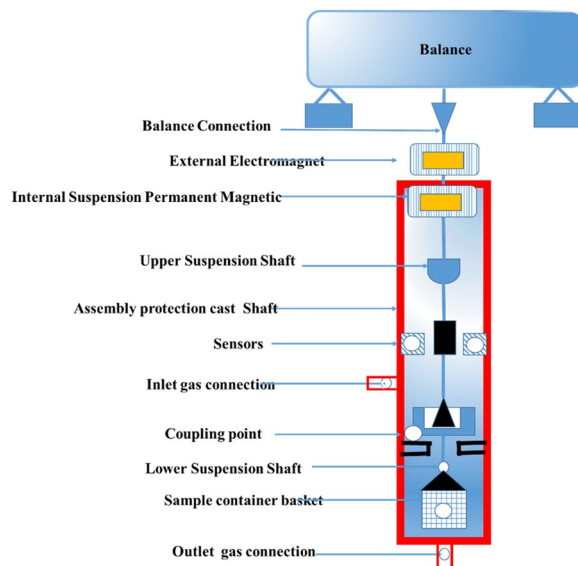 Balance
Balance Connection
External Electromagnet
Internal Suspension Permanent Magnetic
Upper Suspension Shaft
Assembly protection cast Shaft
Sensors
Inlet gas connection
Coupling point
Lower Suspension Shaft
Sample container basket
Outlet gas connection